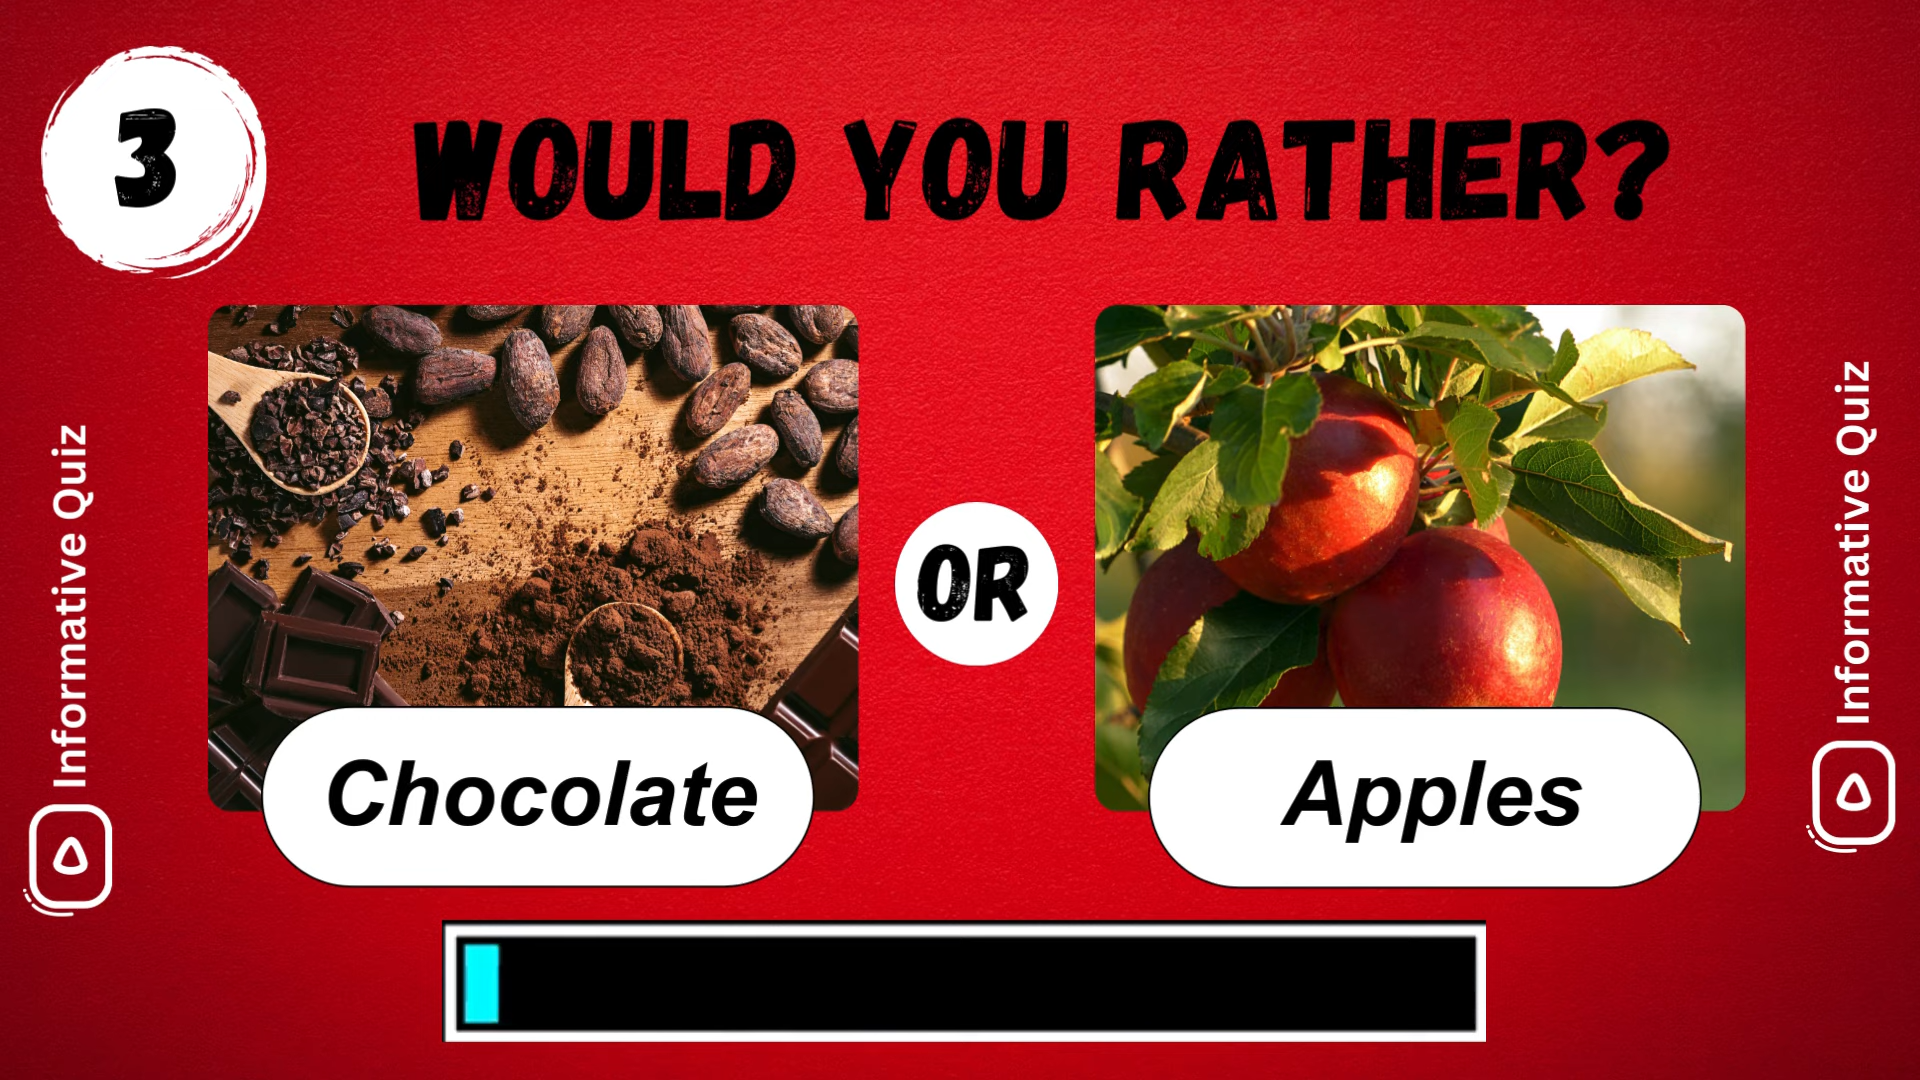 3
WOULD YOU RATHER?
Informative Quiz
OR
Informative Quiz
Chocolate
Apples